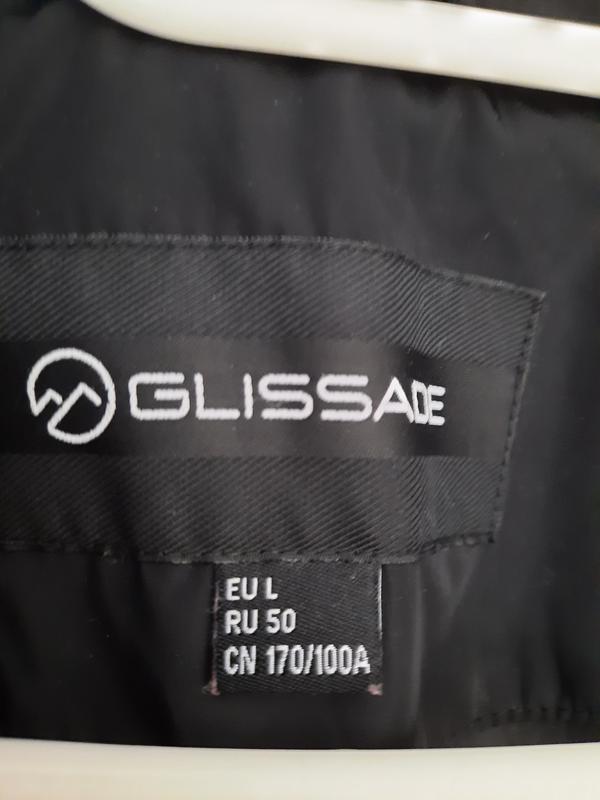 GLISSADE
EU L
RU 50
CN 170/100A